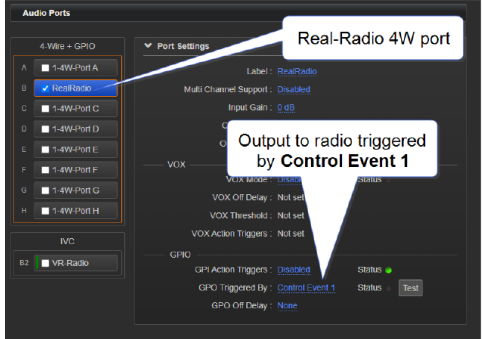 Audio Ports
Real-Radio 4W port
4-Wire + GPIO
Port Settings
A 1-4W-Port A
Label : RealRadio
B RealRadio
Multi Channel Support : Disabled
C 1-4W-Port C
Input Gain : 0 dB
D 1-4W-Port D
Output to radio triggered
by Control Event 1
E 1-4W-Port E
VOX
F 1-4W-Port F
VOX Mode : Status
G 1-4W-Port G
VOX Off Delay : Not set
H 1-4W-Port H
VOX Threshold : Not set
VOX Action Triggers : Not set
IVC
GPIO
B2 VR-Radio
GPI Action Triggers : Disabled Status
GPO Triggered By : Control Event 1 Status Test
GPO Off Delay : None